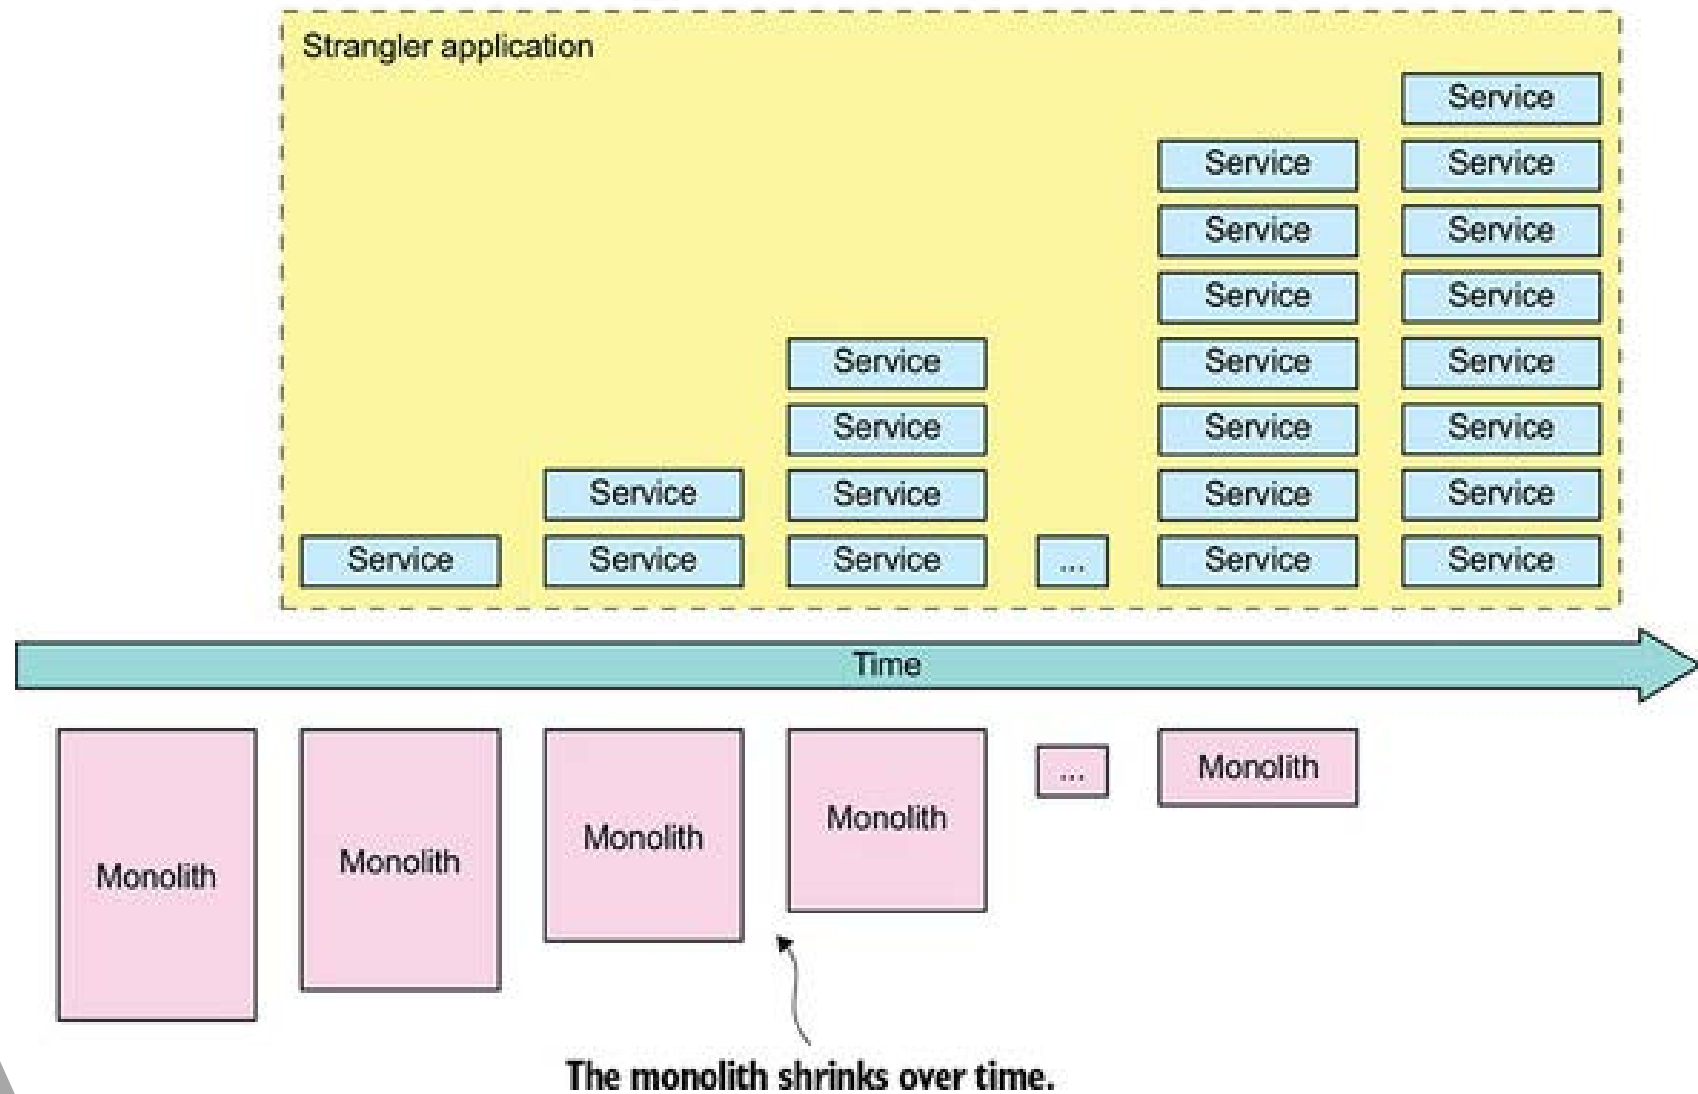 Strangler application
Service
Service Service
Service Service
Service Service
Service Service Service
Service Service Service
Service Service Service Service
Service Service Service ... Service Service
Time
Monolith Monolith Monolith Monolith ... Monolith
The monolith shrinks over time.